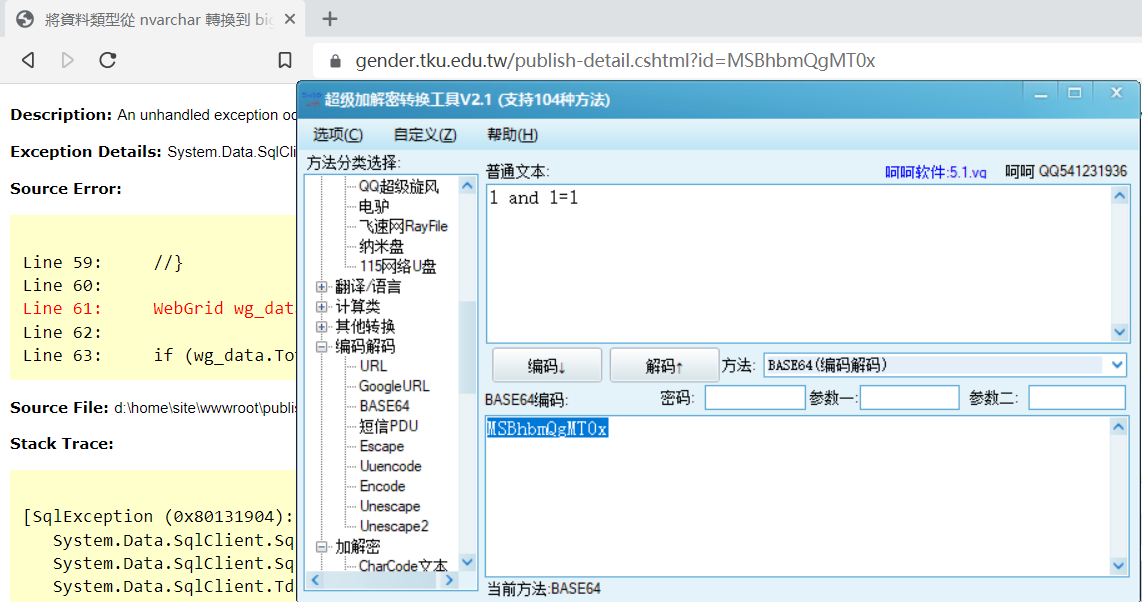 將資料類型從 nvarchar 轉換到 big
gender.tku.edu.tw/publish-detail.cshtml?id=MSBhbmQgMT0x
Description: An unhandled exception oc
Exception Details: System.Data.SqlCli
Source Error:
Line 59: //}
Line 60:
Line 61: WebGrid wg_dat
Line 62:
Line 63: if (wg_data.To
Source File: d:\home\site\wwwroot\publis
Stack Trace:
[SqlException (0x80131904):
System.Data.SqlClient.Sq
System.Data.SqlClient.Sq
System.Data.SqlClient.Td
超级加解密转换工具V2.1 (支持104种方法)
选项(C) 自定义(Z) 帮助(H)
方法分类选择:
QQ超级旋风
电驴
飞速网RayFile
纳米盘
115网络U盘
翻译/语言
计算类
其他转换
编码解码
URL
GoogleURL
BASE64
短信PDU
Escape
Uuencode
Encode
Unescape
Unescape2
加解密
CharCode文本
普通文本: 呵呵软件:5.1.vg 呵呵 QQ541231936
1 and 1=1
编码↓ 解码↑ 方法: BASE64(编码解码)
BASE64编码: 密码: 参数一: 参数二:
MSBhbmQgMT0x
当前方法:BASE64